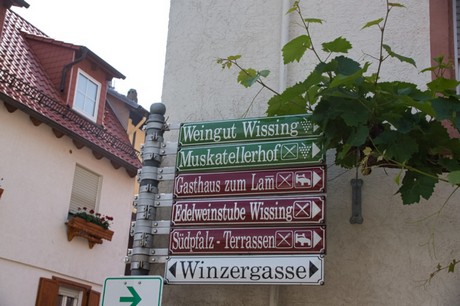 Weingut Wissing
Muskatellerhof
Gasthaus zum Lam
Edelweinstube Wissing
Südpfalz - Terrassen
Winzergasse